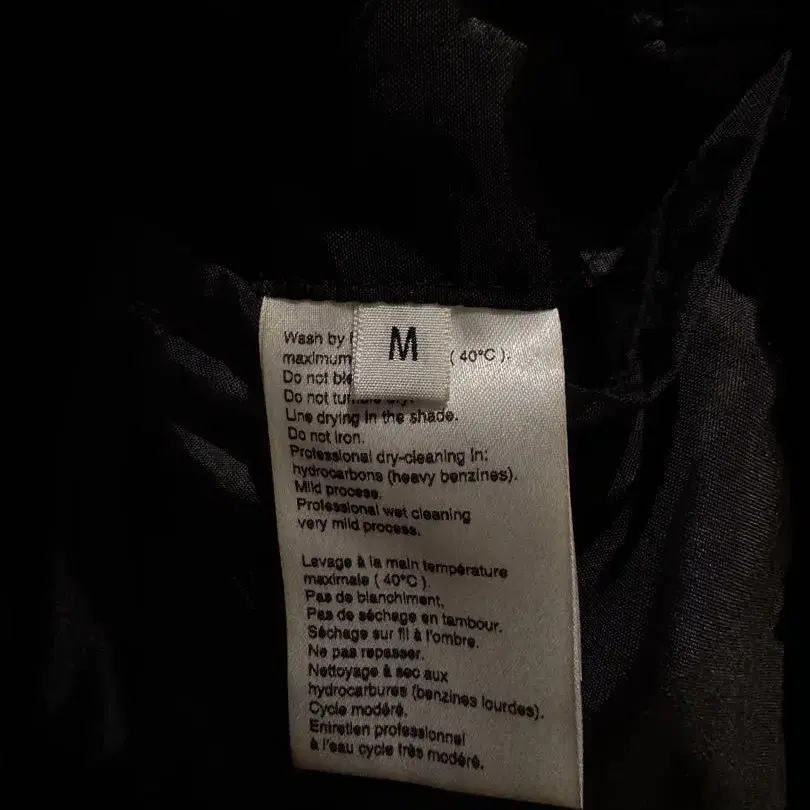 M
Wash by
maximum (40°C).
Do not
Do not
Line drying in the shade.
Do not iron.
Professional dry-cleaning in:
hydrocarbons (heavy benzines).
Mild process.
Professional wet cleaning
very mild process.
Lavage à la main température
maximale (40°C).
Pas de blanchiment.
Pas de séchage en tambour.
Séchage sur fil à l'ombre.
Ne pas repasser.
Nettoyage à sec aux
hydrocarbures (benzines lourdes).
Cycle modéré.
Entretien professionnel
à l'eau cycle très modéré.